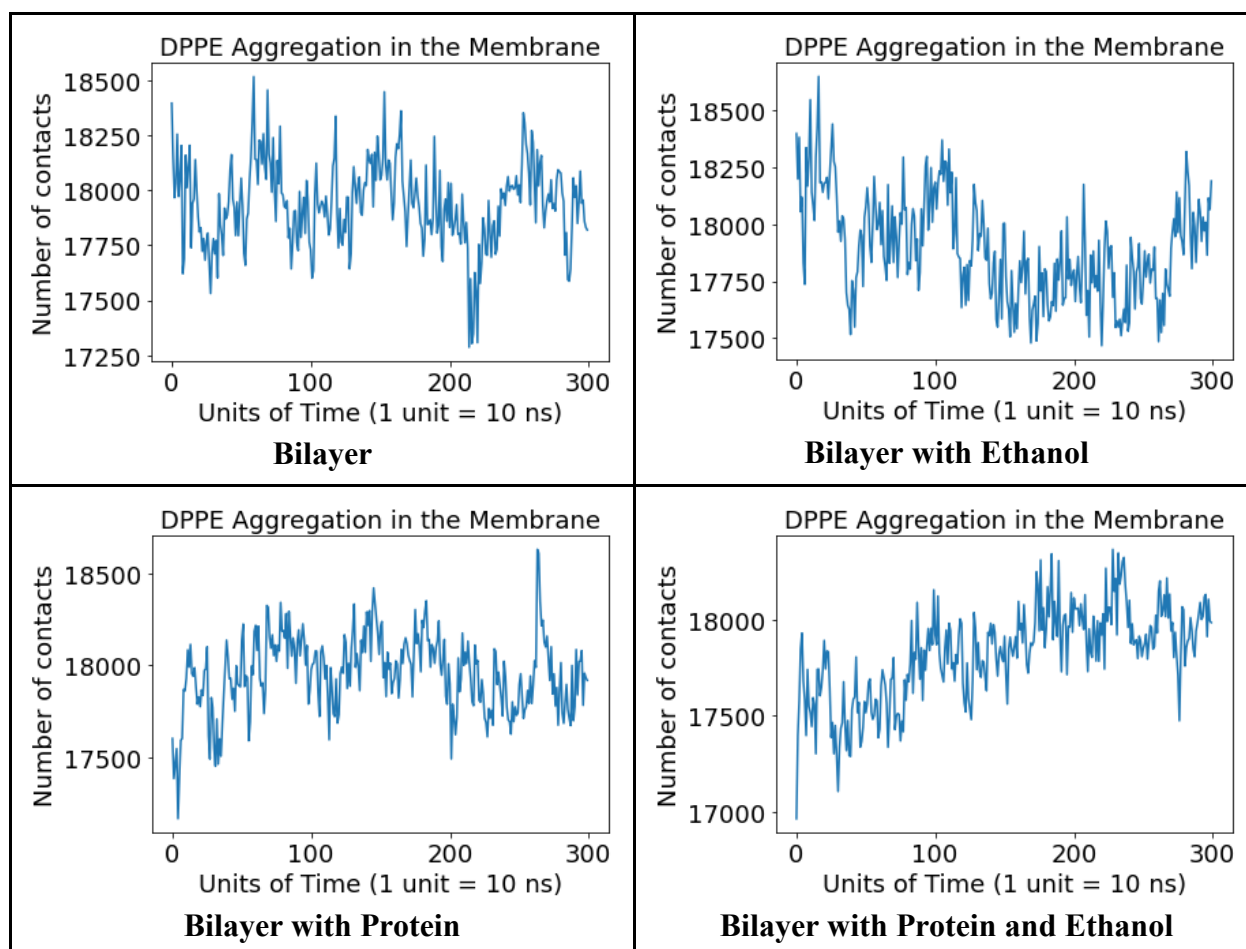 DPPE Aggregation in the Membrane
Number of contacts
18500
18250
18000
17750
17500
17250
0 100 200 300
Units of Time (1 unit = 10 ns)
Bilayer
DPPE Aggregation in the Membrane
Number of contacts
18500
18250
18000
17750
17500
0 100 200 300
Units of Time (1 unit = 10 ns)
Bilayer with Ethanol
DPPE Aggregation in the Membrane
Number of contacts
18500
18000
17500
0 100 200 300
Units of Time (1 unit = 10 ns)
Bilayer with Protein
DPPE Aggregation in the Membrane
Number of contacts
18000
17500
17000
0 100 200 300
Units of Time (1 unit = 10 ns)
Bilayer with Protein and Ethanol